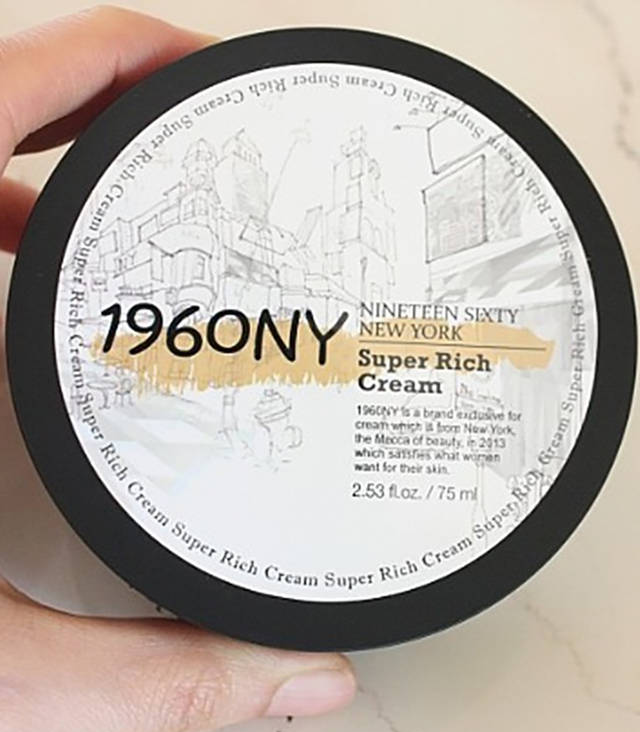 1960NY
NINETEEN SIXTY
NEW YORK
Super Rich
Cream
1960NY is a brand exclusive for
cream which is from New York,
the Mecca of beauty, in 2013
which satisfies what women
want for their skin.
2.53 fl.oz. / 75 ml
Super Rich Cream Super Rich Cream Super Rich Cream Super Rich Cream Super Rich Cream Super Rich Cream Super Rich Cream Super Rich Cream